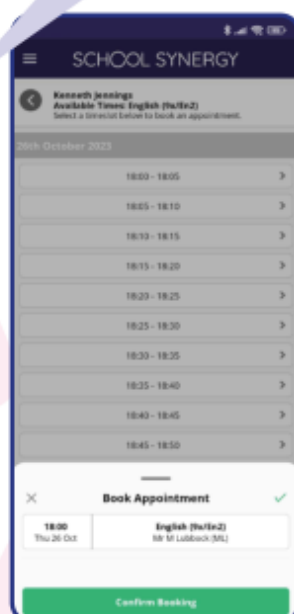 SCHOOL SYNERGY
Kenneth Jennings
Available Times: English (9x/En2)
Select a timeslot below to book an appointment.
26th October 2023
18:00 - 18:05
18:05 - 18:10
18:10 - 18:15
18:15 - 18:20
18:20 - 18:25
18:25 - 18:30
18:30 - 18:35
18:35 - 18:40
18:40 - 18:45
18:45 - 18:50
Book Appointment
18:00
Thu 26 Oct
English (9x/En2)
Mr M Lubbock (ML)
Confirm Booking